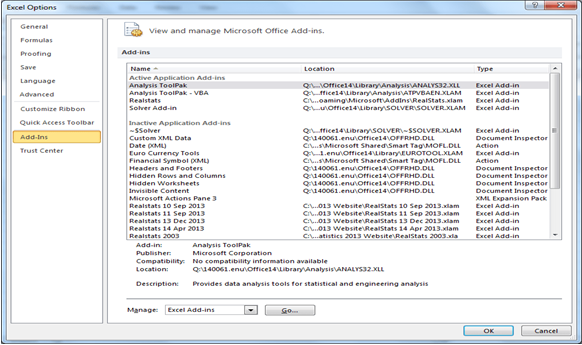 Excel Options
General
Formulas
Proofing
Save
Language
Advanced
Customize Ribbon
Quick Access Toolbar
Add-Ins
Trust Center
View and manage Microsoft Office Add-ins.
Add-ins
Name Location Type
Active Application Add-ins
Analysis ToolPak Q:\...\Office14\Library\Analysis\ANALYS32.XLL Excel Add-in
Analysis ToolPak - VBA Q:\...ffice14\Library\Analysis\ATPVBAEN.XLAM Excel Add-in
Realstats C:\...oaming\Microsoft\AddIns\RealStats.xlam Excel Add-in
Solver Add-in Q:\...u\Office14\Library\SOLVER\SOLVER.XLAM Excel Add-in
Inactive Application Add-ins
~$Solver Q:\...ffice14\Library\SOLVER\~$SOLVER.XLAM Excel Add-in
Custom XML Data Q:\140061.enu\Office14\OFFRHD.DLL Document Inspector
Date (XML) C:\...s\Microsoft Shared\Smart Tag\MOFL.DLL Action
Euro Currency Tools Q:\...1.enu\Office14\Library\EUROTOOL.XLAM Excel Add-in
Financial Symbol (XML) C:\...s\Microsoft Shared\Smart Tag\MOFL.DLL Action
Headers and Footers Q:\140061.enu\Office14\OFFRHD.DLL Document Inspector
Hidden Rows and Columns Q:\140061.enu\Office14\OFFRHD.DLL Document Inspector
Hidden Worksheets Q:\140061.enu\Office14\OFFRHD.DLL Document Inspector
Invisible Content Q:\140061.enu\Office14\OFFRHD.DLL Document Inspector
Microsoft Actions Pane 3 XML Expansion Pack
Realstats 10 Sep 2013 C:\...013 Website\RealStats 10 Sep 2013.xlam Excel Add-in
Realstats 11 Sep 2013 C:\...013 Website\RealStats 11 Sep 2013.xlam Excel Add-in
Realstats 13 Dec 2013 C:\...013 Website\RealStats 13 Dec 2013.xlam Excel Add-in
Realstats 14 Apr 2013 C:\...013 Website\RealStats 14 Apr 2013.xlam Excel Add-in
Realstats 2003 C:\...atistics 2013 Website\RealStats 2003.xla Excel Add-in
Add-in: Analysis ToolPak
Publisher: Microsoft Corporation
Compatibility: No compatibility information available
Location: Q:\140061.enu\Office14\Library\Analysis\ANALYS32.XLL
Description: Provides data analysis tools for statistical and engineering analysis
Manage: Excel Add-ins Go...
OK Cancel